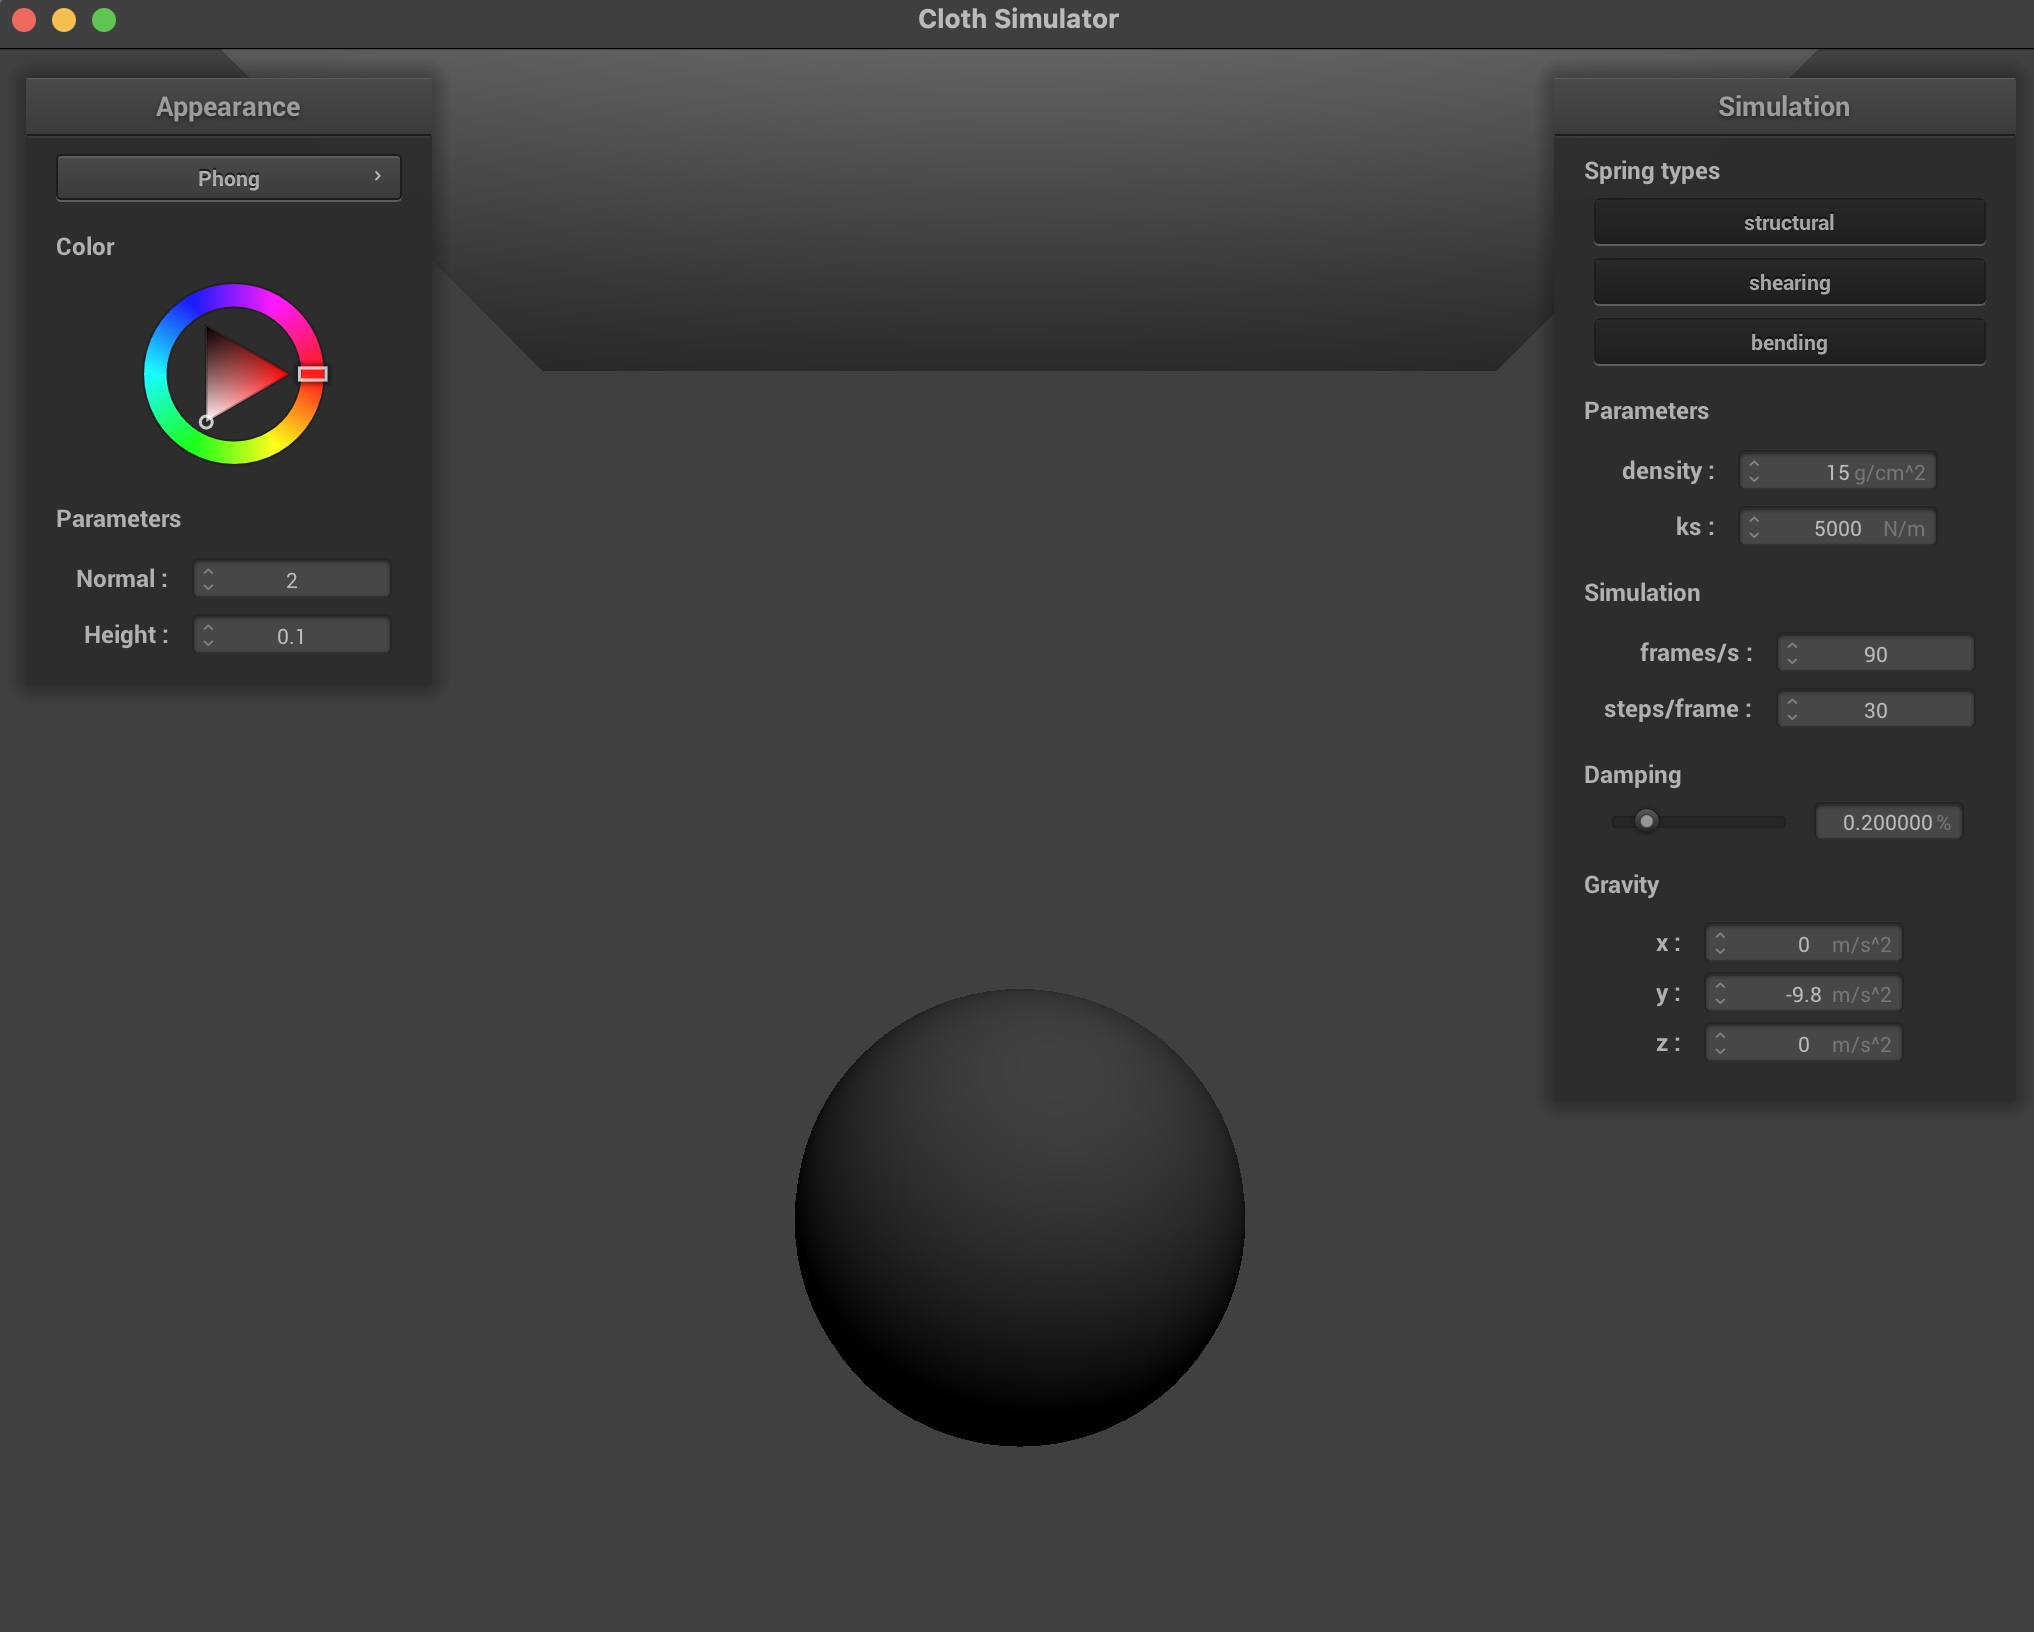 Cloth Simulator
Appearance
Phong
Color
Parameters
Normal : 2
Height : 0.1
Simulation
Spring types
structural
shearing
bending
Parameters
density : 15 g/cm^2
ks : 5000 N/m
Simulation
frames/s : 90
steps/frame : 30
Damping
0.200000 %
Gravity
x : 0 m/s^2
y : -9.8 m/s^2
z : 0 m/s^2